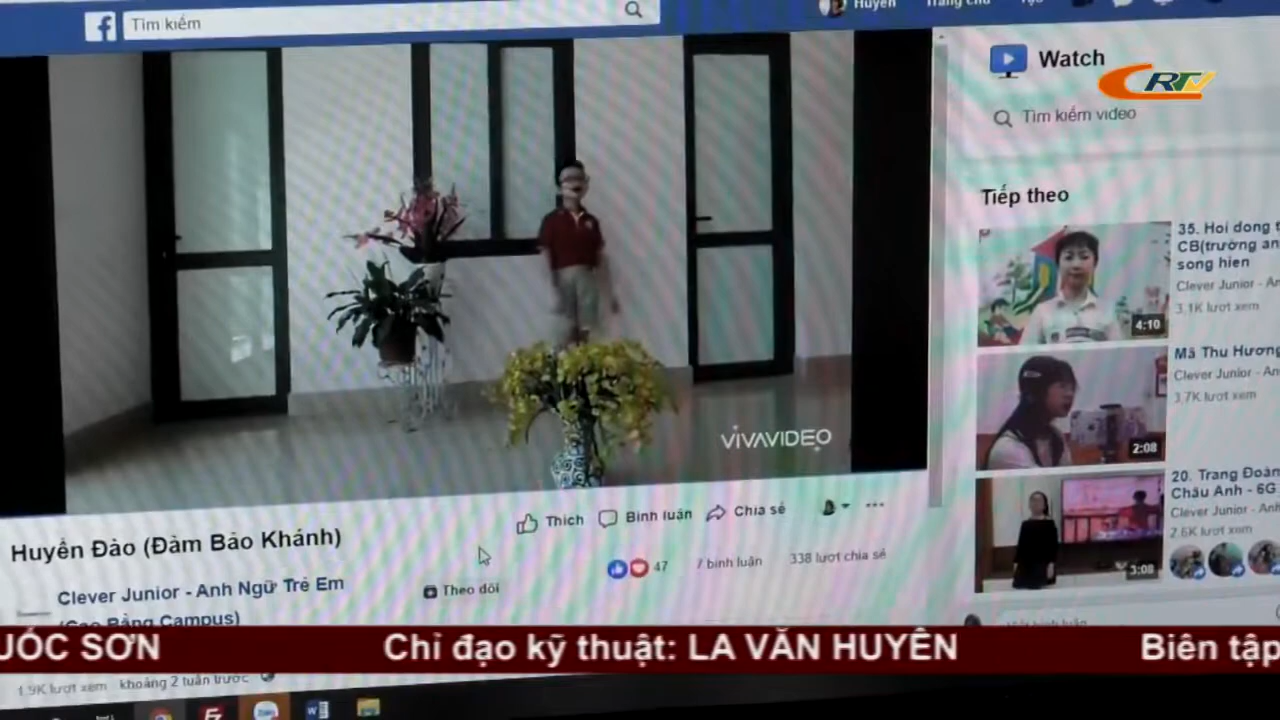 Tìm kiếm
Huyền
Trang chủ
Watch
CRTV
Tìm kiếm video
Tiếp theo
35. Hoi dong t
CB(trường an
song hien
Clever Junior - An
3.1K lượt xem
4:10
Mã Thu Hương
Clever Junior - An
3.7K lượt xem
2:08
20. Trang Đoàn
Châu Anh - 6G
Clever Junior - Anh
2.6K lượt xem
3:08
VIVAVIDEO
Thích
Bình luận
Chia sẻ
Huyền Đào (Đàm Bảo Khánh)
47
7 bình luận
338 lượt chia sẻ
Clever Junior - Anh Ngữ Trẻ Em
(Cao Bằng Campus)
Theo dõi
ƯỚC SƠN
Chỉ đạo kỹ thuật: LA VĂN HUYÊN
Biên tập
1.9K lượt xem · khoảng 2 tuần trước